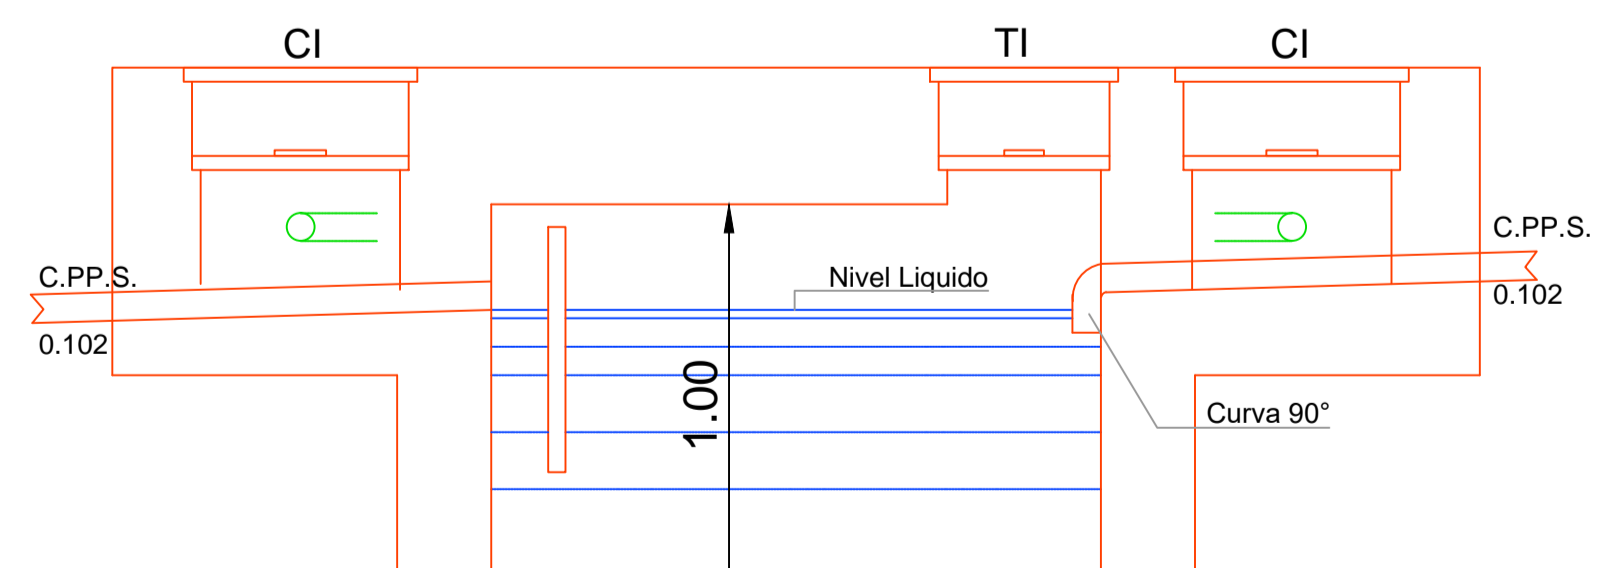 CI
TI
CI
C.PP.S.
0.102
Nivel Liquido
1.00
C.PP.S.
0.102
Curva 90°